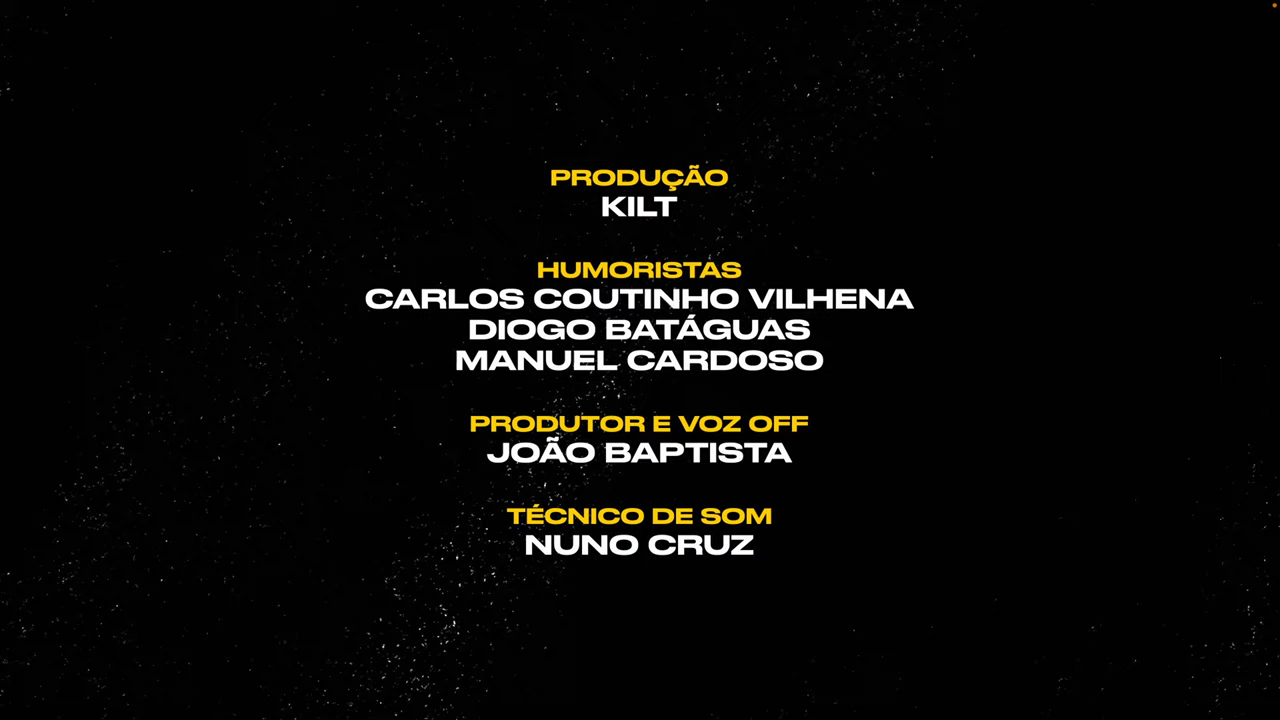 PRODUÇÃO
KILT
HUMORISTAS
CARLOS COUTINHO VILHENA
DIOGO BATÁGUAS
MANUEL CARDOSO
PRODUTOR E VOZ OFF
JOÃO BAPTISTA
TÉCNICO DE SOM
NUNO CRUZ